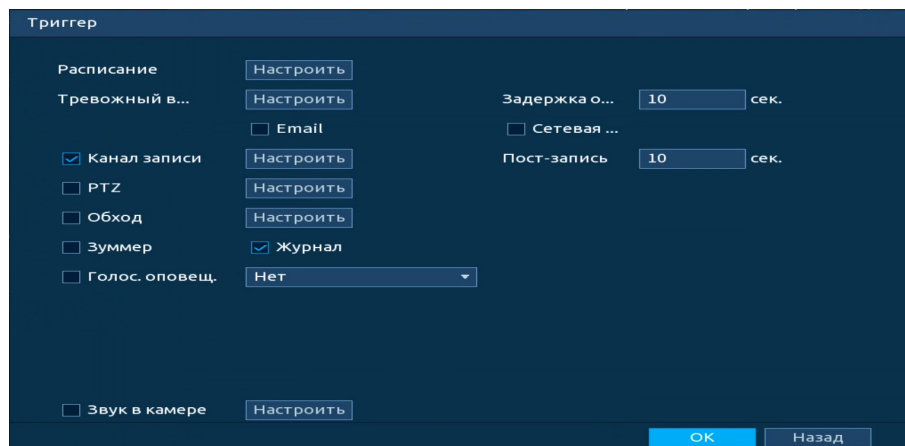 Триггер
Расписание Настроить
Тревожный в... Настроить Задержка о... 10 сек.
Email Сетевая ...
Канал записи Настроить Пост-запись 10 сек.
PTZ Настроить
Обход Настроить
Зуммер Журнал
Голос. оповещ. Нет
Звук в камере Настроить
OK Назад